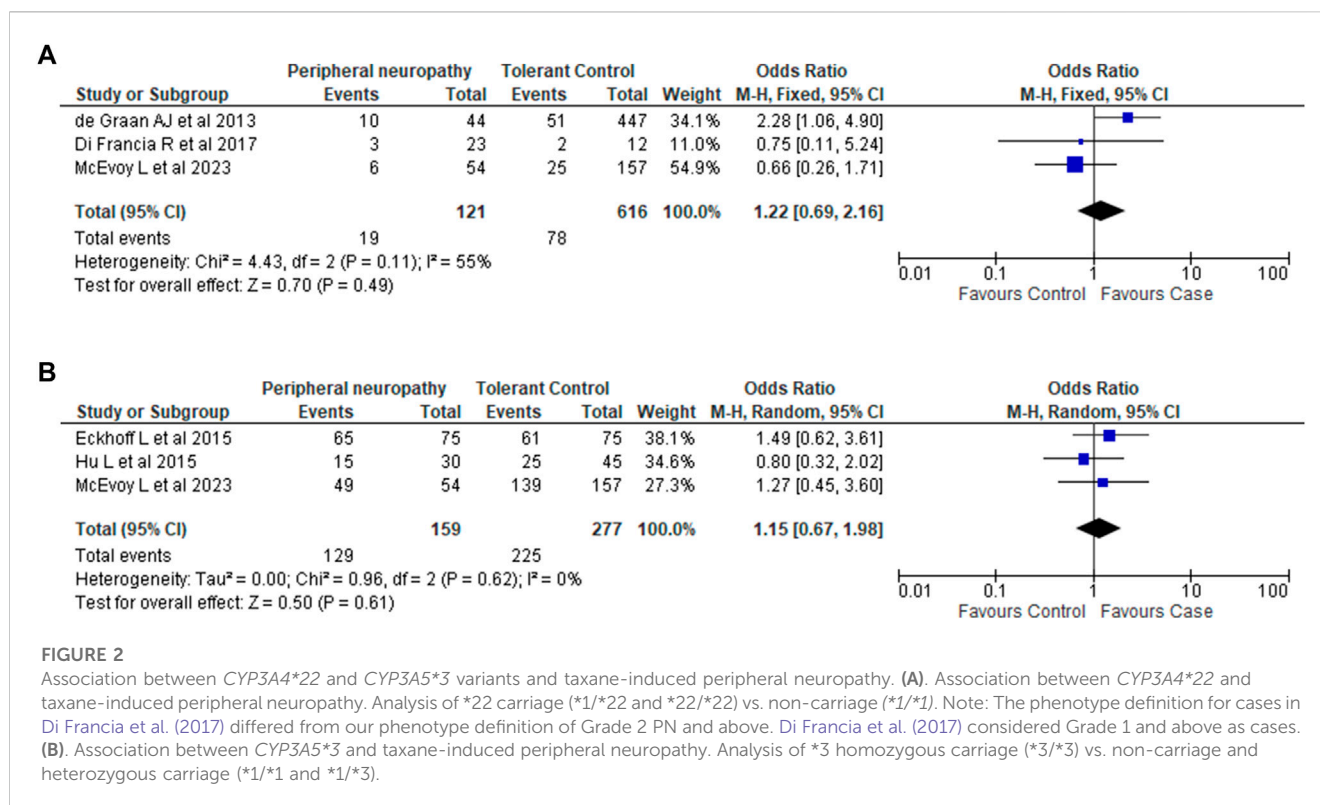 A
Peripheral neuropathy Tolerant Control Odds Ratio Odds Ratio
Study or Subgroup Events Total Events Total Weight M-H, Fixed, 95% CI M-H, Fixed, 95% CI
de Graan AJ et al 2013 10 44 51 447 34.1% 2.28 [1.06, 4.90]
Di Francia R et al 2017 3 23 2 12 11.0% 0.75 [0.11, 5.24]
McEvoy L et al 2023 6 54 25 157 54.9% 0.66 [0.26, 1.71]
Total (95% CI) 121 616 100.0% 1.22 [0.69, 2.16]
Total events 19 78
Heterogeneity: Chi² = 4.43, df = 2 (P = 0.11); I² = 55%
Test for overall effect: Z = 0.70 (P = 0.49)
0.01 0.1 1 10 100
Favours Control Favours Case
B
Peripheral neuropathy Tolerant Control Odds Ratio Odds Ratio
Study or Subgroup Events Total Events Total Weight M-H, Random, 95% CI M-H, Random, 95% CI
Eckhoff L et al 2015 65 75 61 75 38.1% 1.49 [0.62, 3.61]
Hu L et al 2015 15 30 25 45 34.6% 0.80 [0.32, 2.02]
McEvoy L et al 2023 49 54 139 157 27.3% 1.27 [0.45, 3.60]
Total (95% CI) 159 277 100.0% 1.15 [0.67, 1.98]
Total events 129 225
Heterogeneity: Tau² = 0.00; Chi² = 0.96, df = 2 (P = 0.62); I² = 0%
Test for overall effect: Z = 0.50 (P = 0.61)
0.01 0.1 1 10 100
Favours Control Favours Case
FIGURE 2
Association between CYP3A4*22 and CYP3A5*3 variants and taxane-induced peripheral neuropathy. (A). Association between CYP3A4*22 and
taxane-induced peripheral neuropathy. Analysis of *22 carriage (*1/*22 and *22/*22) vs. non-carriage (*1/*1). Note: The phenotype definition for cases in
Di Francia et al. (2017) differed from our phenotype definition of Grade 2 PN and above. Di Francia et al. (2017) considered Grade 1 and above as cases.
(B). Association between CYP3A5*3 and taxane-induced peripheral neuropathy. Analysis of *3 homozygous carriage (*3/*3) vs. non-carriage and
heterozygous carriage (*1/*1 and *1/*3).